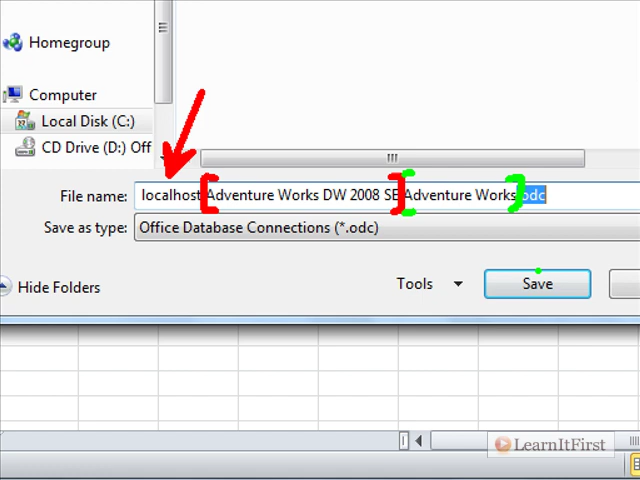 Homegroup
Computer
Local Disk (C:)
CD Drive (D:) Off
File name: localhost Adventure Works DW 2008 SE Adventure Works.odc
Save as type: Office Database Connections (*.odc)
Hide Folders
Tools
Save
LearnItFirst